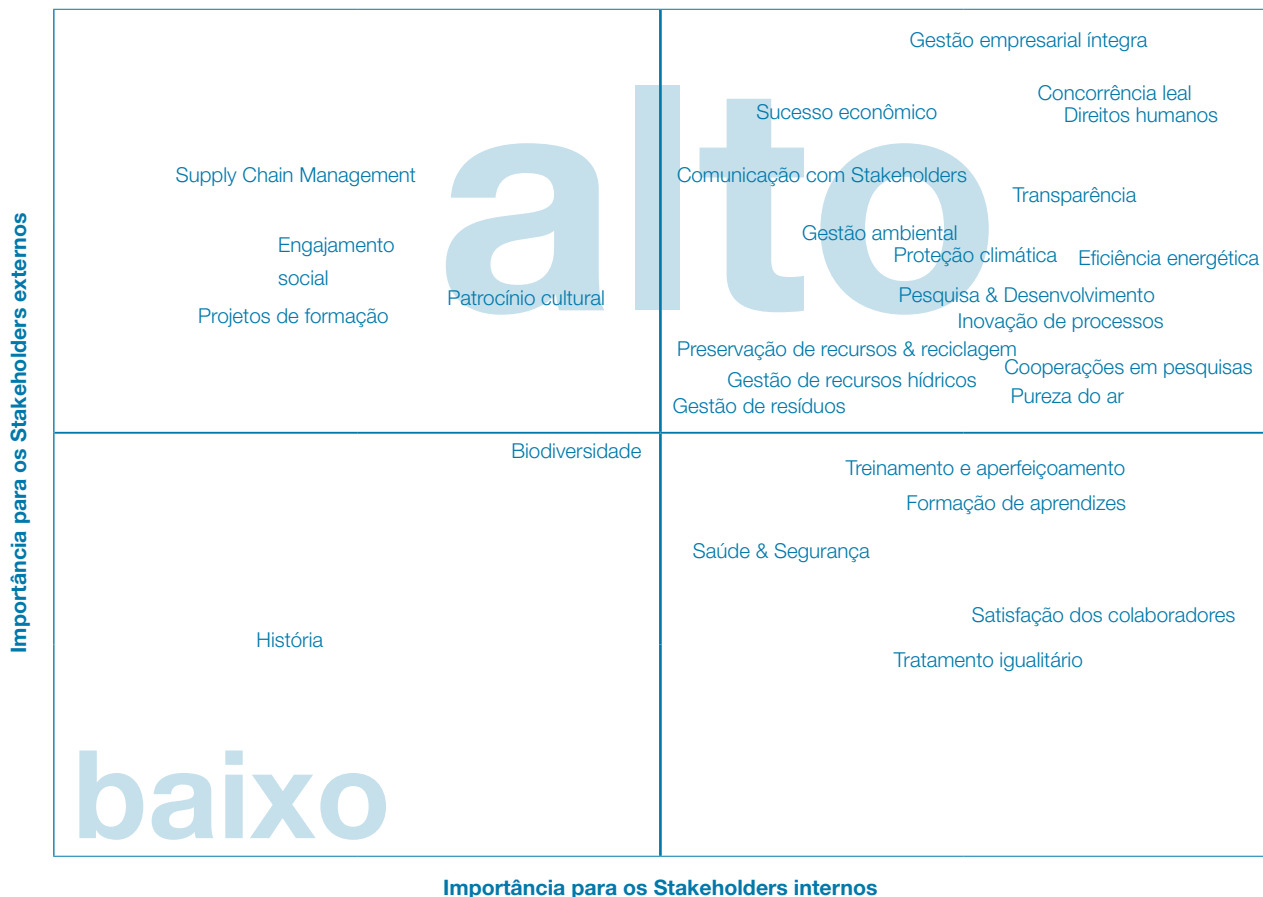 Importância para os Stakeholders externos
alto
Gestão empresarial íntegra
Concorrência leal
Sucesso econômico
Direitos humanos
Supply Chain Management
Comunicação com Stakeholders
Transparência
Gestão ambiental
Engajamento
social
Proteção climática
Eficiência energética
Patrocínio cultural
Pesquisa & Desenvolvimento
Projetos de formação
Inovação de processos
Preservação de recursos & reciclagem
Cooperações em pesquisas
Gestão de recursos hídricos
Pureza do ar
Gestão de resíduos
Biodiversidade
Treinamento e aperfeiçoamento
Formação de aprendizes
Saúde & Segurança
Satisfação dos colaboradores
História
Tratamento igualitário
baixo
Importância para os Stakeholders internos